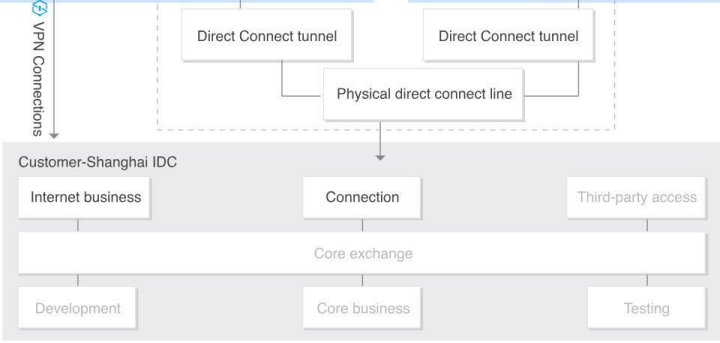 VPN Connections
Direct Connect tunnel
Direct Connect tunnel
Physical direct connect line
Customer-Shanghai IDC
Internet business
Connection
Third-party access
Core exchange
Development
Core business
Testing